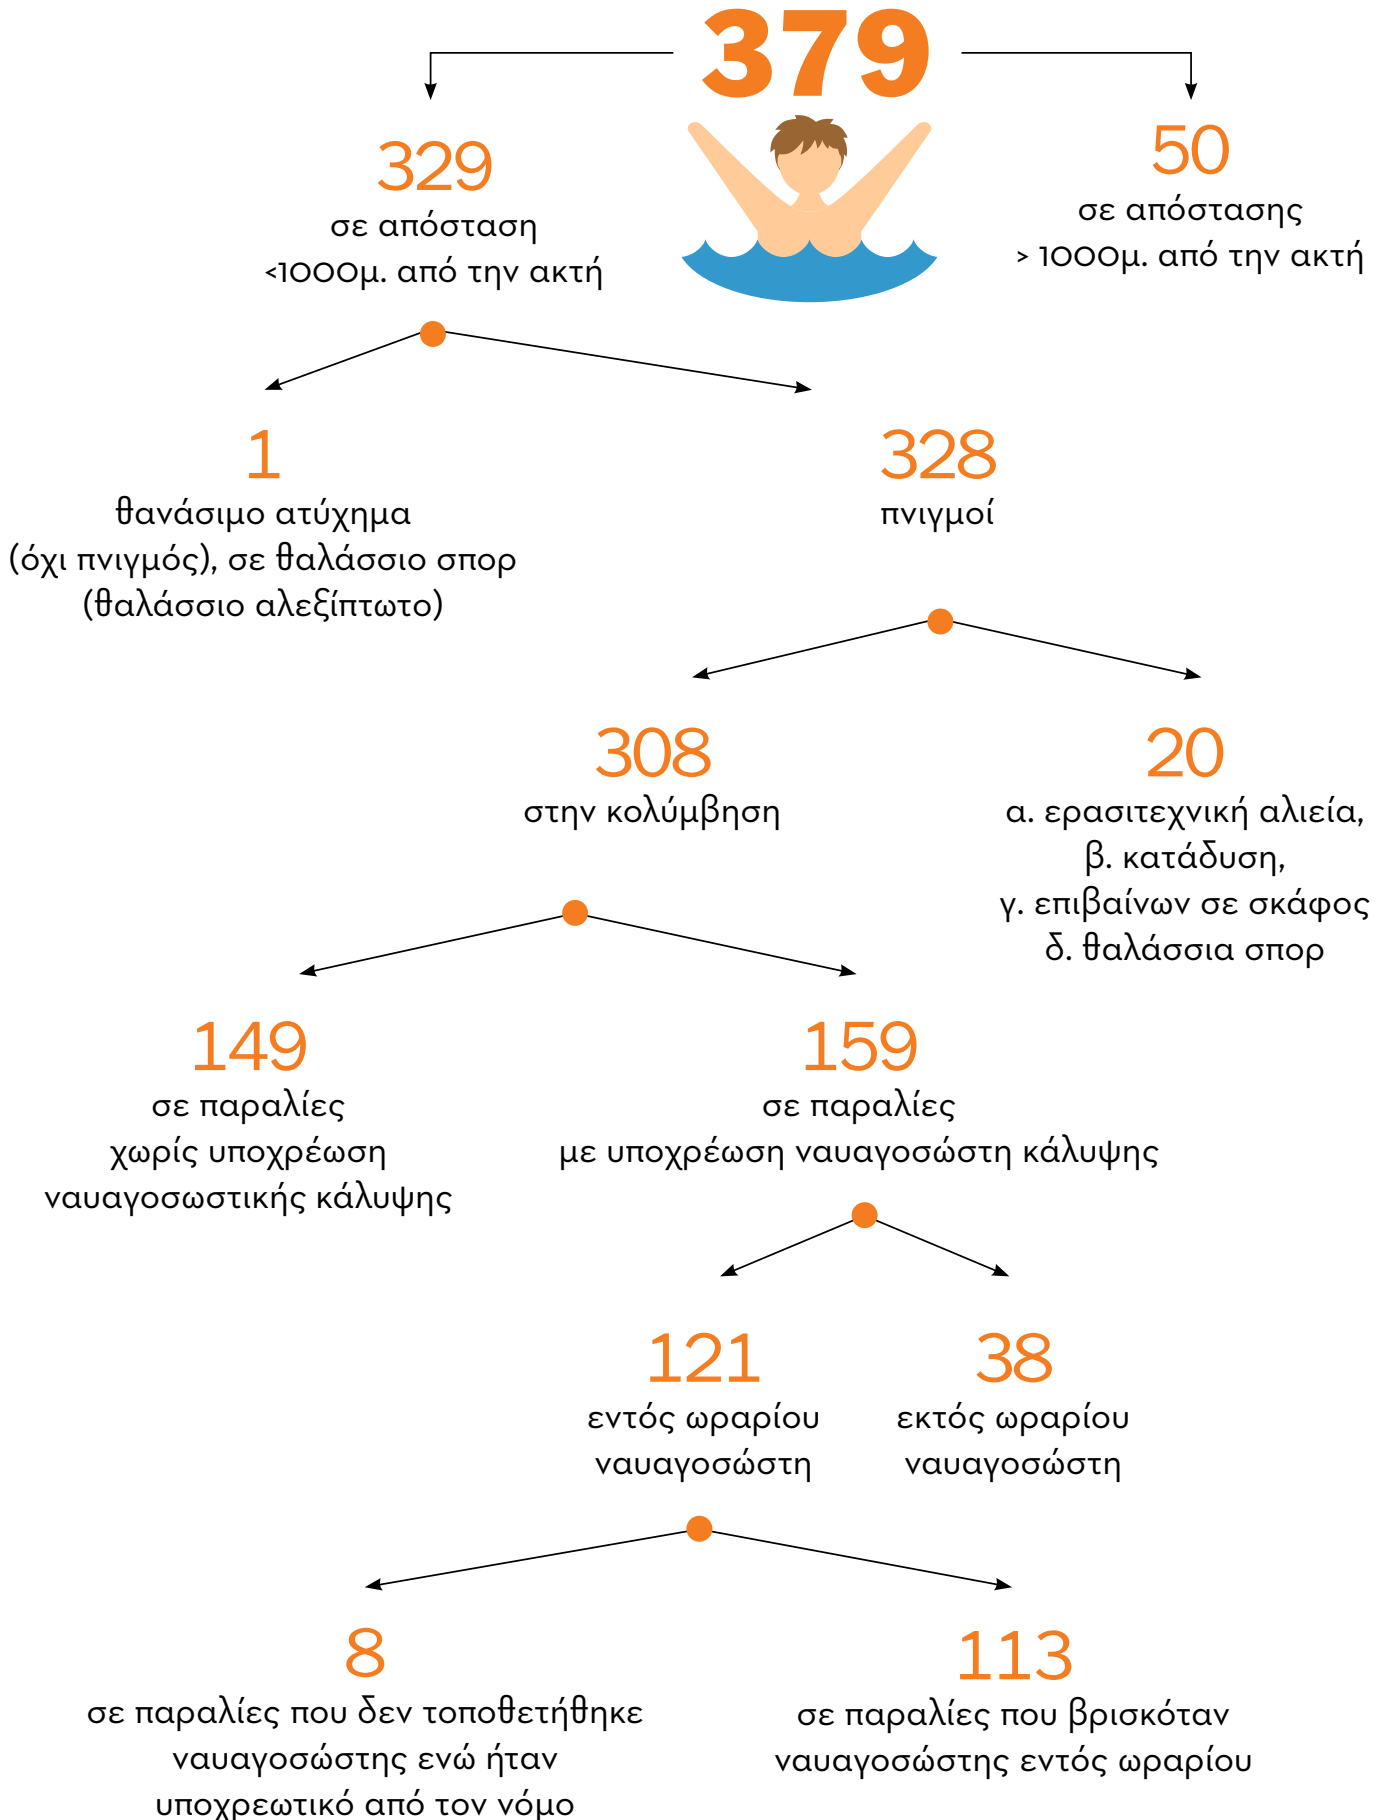 379
329
σε απόσταση
<1000μ. από την ακτή
50
σε απόστασης
> 1000μ. από την ακτή
1
θανάσιμο ατύχημα
(όχι πνιγμός), σε θαλάσσιο σπορ
(θαλάσσιο αλεξίπτωτο)
328
πνιγμοί
308
στην κολύμβηση
20
α. ερασιτεχνική αλιεία,
β. κατάδυση,
γ. επιβαίνων σε σκάφος
δ. θαλάσσια σπορ
149
σε παραλίες
χωρίς υποχρέωση
ναυαγοσωστικής κάλυψης
159
σε παραλίες
με υποχρέωση ναυαγοσώστη κάλυψης
121
εντός ωραρίου
ναυαγοσώστη
38
εκτός ωραρίου
ναυαγοσώστη
8
σε παραλίες που δεν τοποθετήθηκε
ναυαγοσώστης ενώ ήταν
υποχρεωτικό από τον νόμο
113
σε παραλίες που βρισκόταν
ναυαγοσώστης εντός ωραρίου